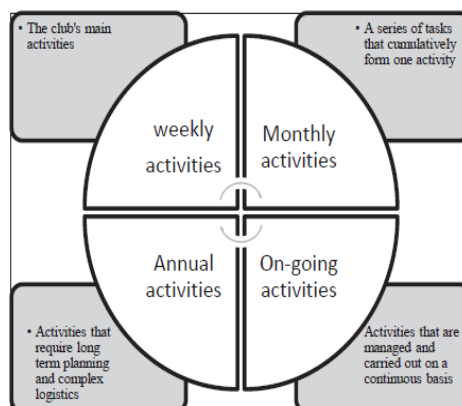 • The club's main
activities
• A series of tasks
that cumulatively
form one activity
weekly
activities
Monthly
activities
Annual
activities
On-going
activities
• Activities that
require long
term planning
and complex
logistics
Activities that are
managed and
carried out on a
continuous basis